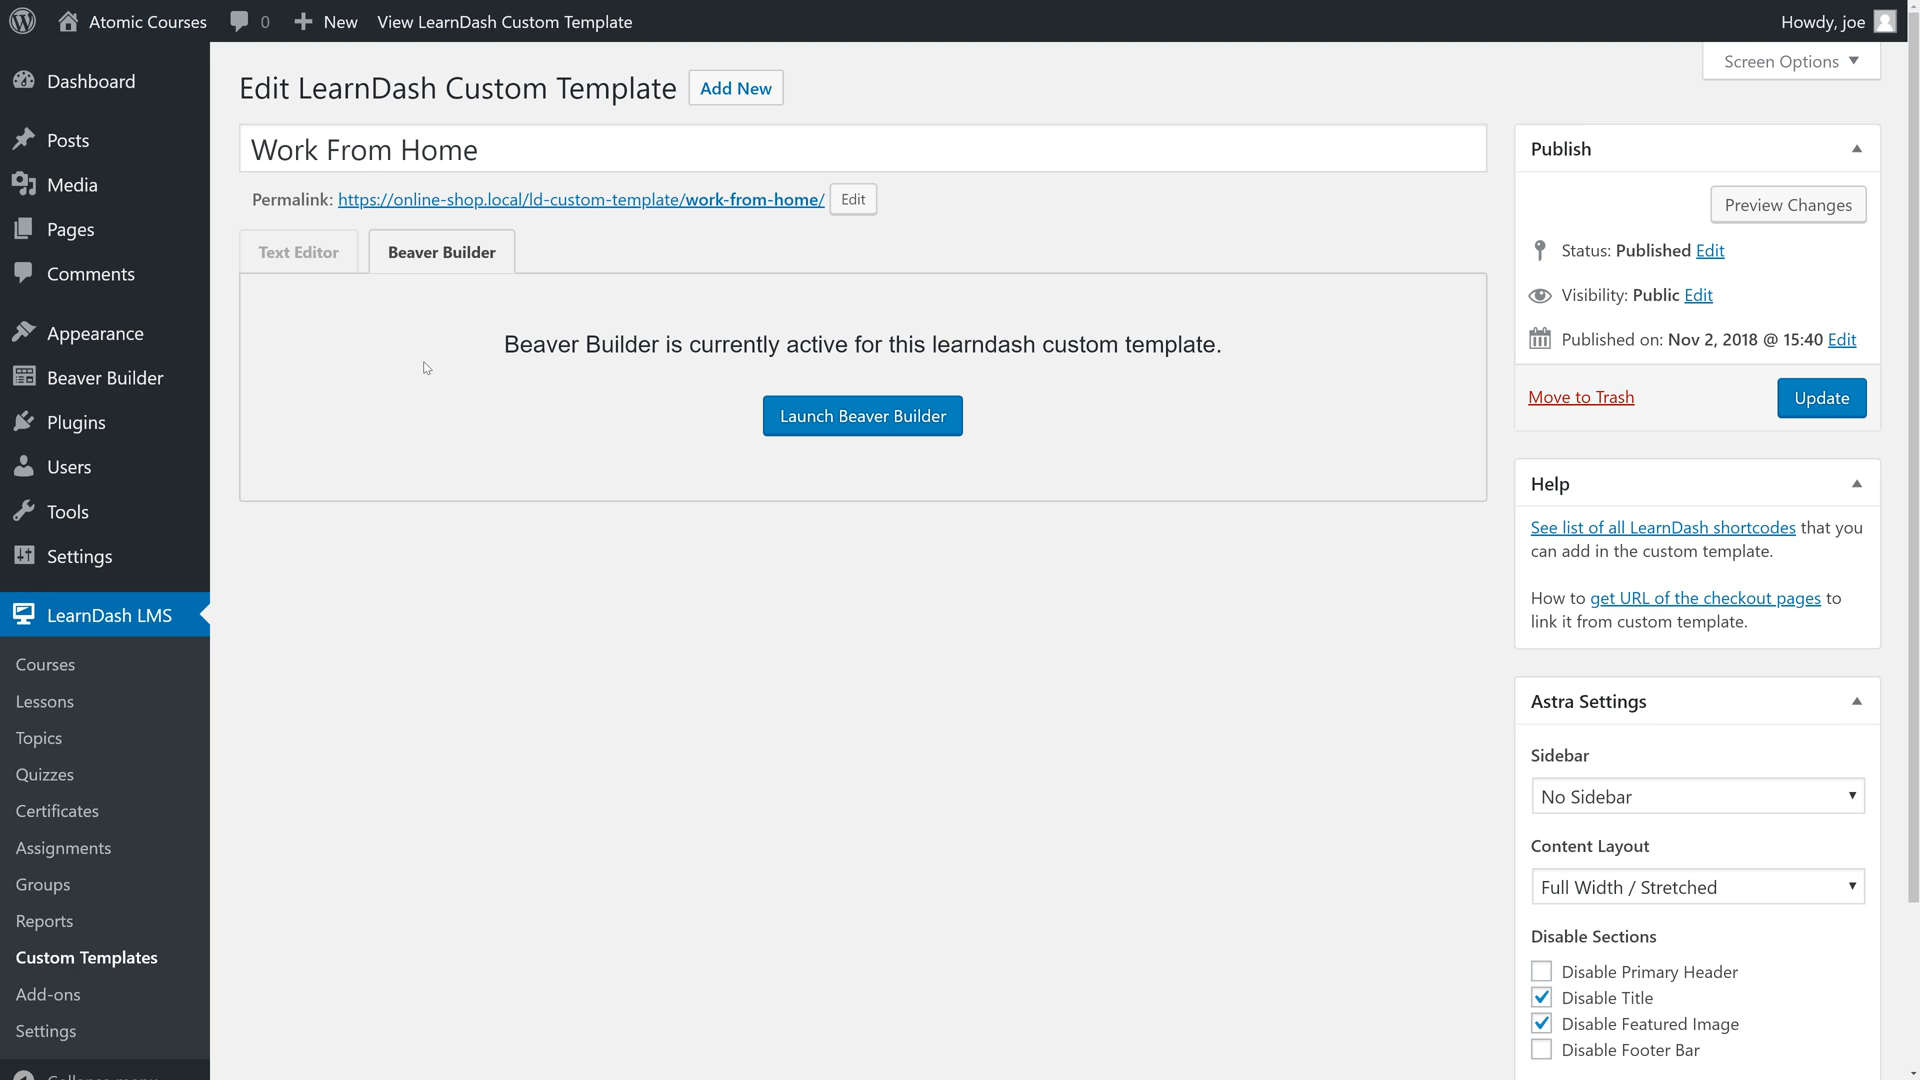 Atomic Courses
0
New
View LearnDash Custom Template
Howdy, joe
Dashboard
Posts
Media
Pages
Comments
Appearance
Beaver Builder
Plugins
Users
Tools
Settings
LearnDash LMS
Courses
Lessons
Topics
Quizzes
Certificates
Assignments
Groups
Reports
Custom Templates
Add-ons
Settings
Collapse menu
Screen Options
Edit LearnDash Custom Template
Add New
Work From Home
Permalink: https://online-shop.local/ld-custom-template/work-from-home/ Edit
Text Editor
Beaver Builder
Beaver Builder is currently active for this learndash custom template.
Launch Beaver Builder
Publish
Preview Changes
Status: Published Edit
Visibility: Public Edit
Published on: Nov 2, 2018 @ 15:40 Edit
Move to Trash
Update
Help
See list of all LearnDash shortcodes that you
can add in the custom template.
How to get URL of the checkout pages to
link it from custom template.
Astra Settings
Sidebar
No Sidebar
Content Layout
Full Width / Stretched
Disable Sections
Disable Primary Header
Disable Title
Disable Featured Image
Disable Footer Bar